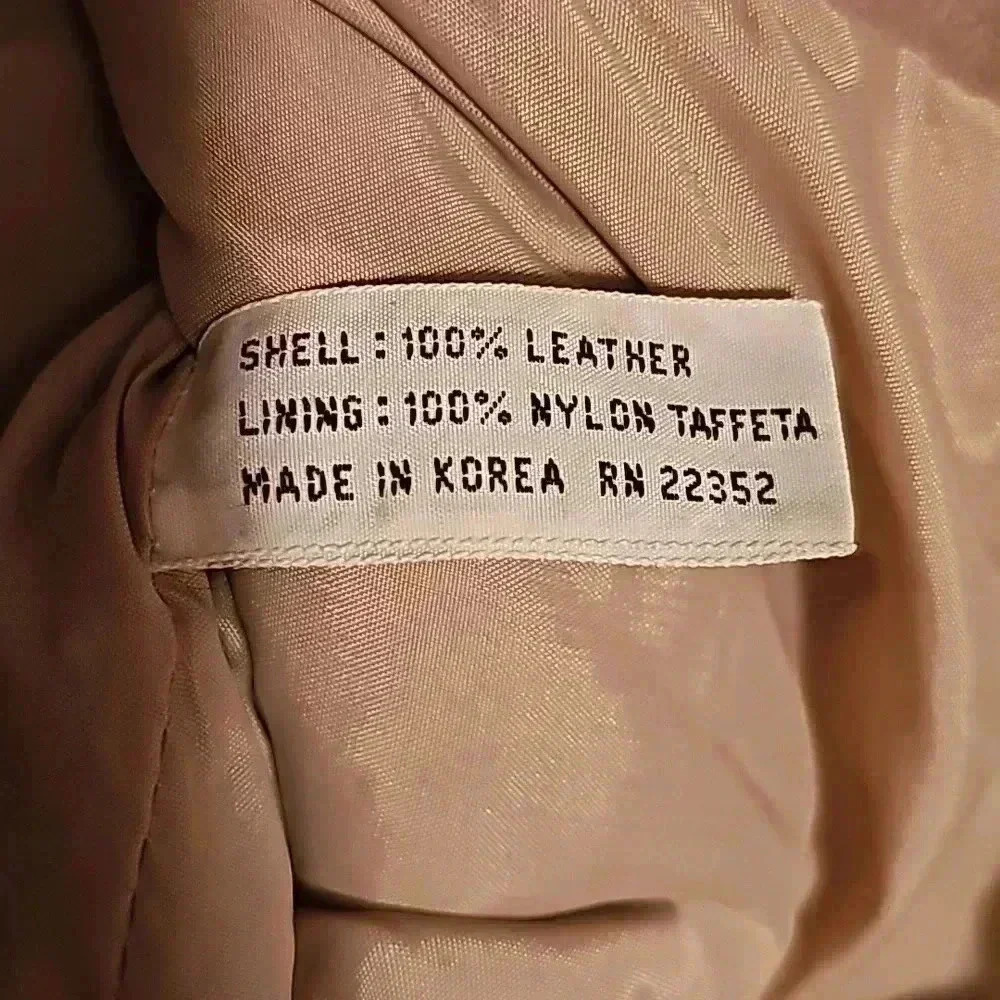 SHELL : 100% LEATHER
LINING : 100% NYLON TAFFETA
MADE IN KOREA RN 22352